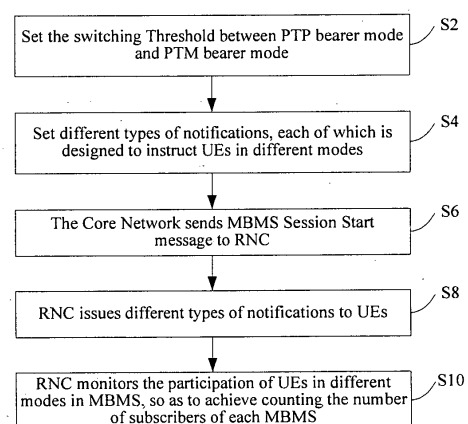 S2
Set the switching Threshold between PTP bearer mode
and PTM bearer mode
S4
Set different types of notifications, each of which is
designed to instruct UEs in different modes
S6
The Core Network sends MBMS Session Start
message to RNC
S8
RNC issues different types of notifications to UEs
S10
RNC monitors the participation of UEs in different
modes in MBMS, so as to achieve counting the number
of subscribers of each MBMS